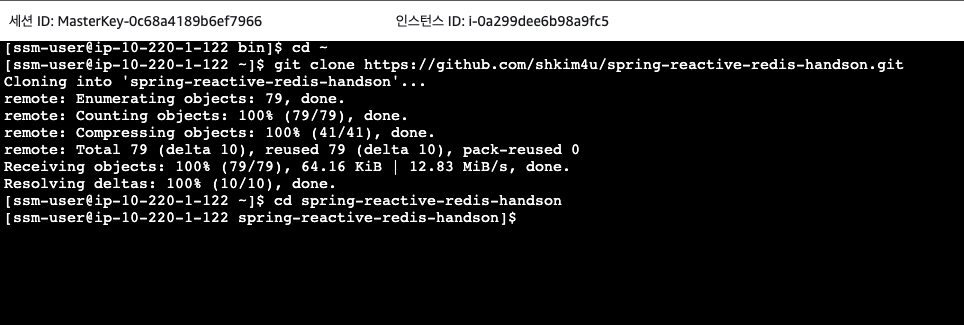 세션 ID: MasterKey-0c68a4189b6ef7966 인스턴스 ID: i-0a299dee6b98a9fc5
[ssm-user@ip-10-220-1-122 bin]$ cd ~
[ssm-user@ip-10-220-1-122 ~]$ git clone https://github.com/shkim4u/spring-reactive-redis-handson.git
Cloning into 'spring-reactive-redis-handson'...
remote: Enumerating objects: 79, done.
remote: Counting objects: 100% (79/79), done.
remote: Compressing objects: 100% (41/41), done.
remote: Total 79 (delta 10), reused 79 (delta 10), pack-reused 0
Receiving objects: 100% (79/79), 64.16 KiB | 12.83 MiB/s, done.
Resolving deltas: 100% (10/10), done.
[ssm-user@ip-10-220-1-122 ~]$ cd spring-reactive-redis-handson
[ssm-user@ip-10-220-1-122 spring-reactive-redis-handson]$